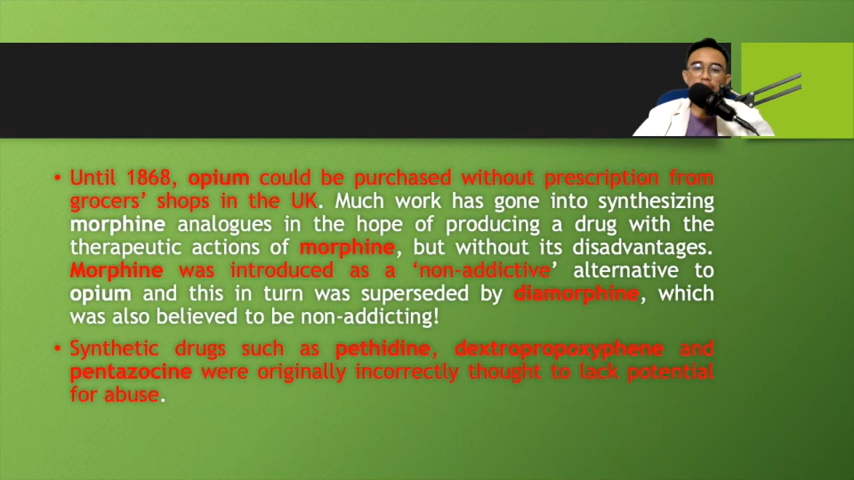 • Until 1868, opium could be purchased without prescription from
grocers’ shops in the UK. Much work has gone into synthesizing
morphine analogues in the hope of producing a drug with the
therapeutic actions of morphine, but without its disadvantages.
Morphine was introduced as a ‘non-addictive’ alternative to
opium and this in turn was superseded by diamorphine, which
was also believed to be non-addicting!
• Synthetic drugs such as pethidine, dextropropoxyphene and
pentazocine were originally incorrectly thought to lack potential
for abuse.